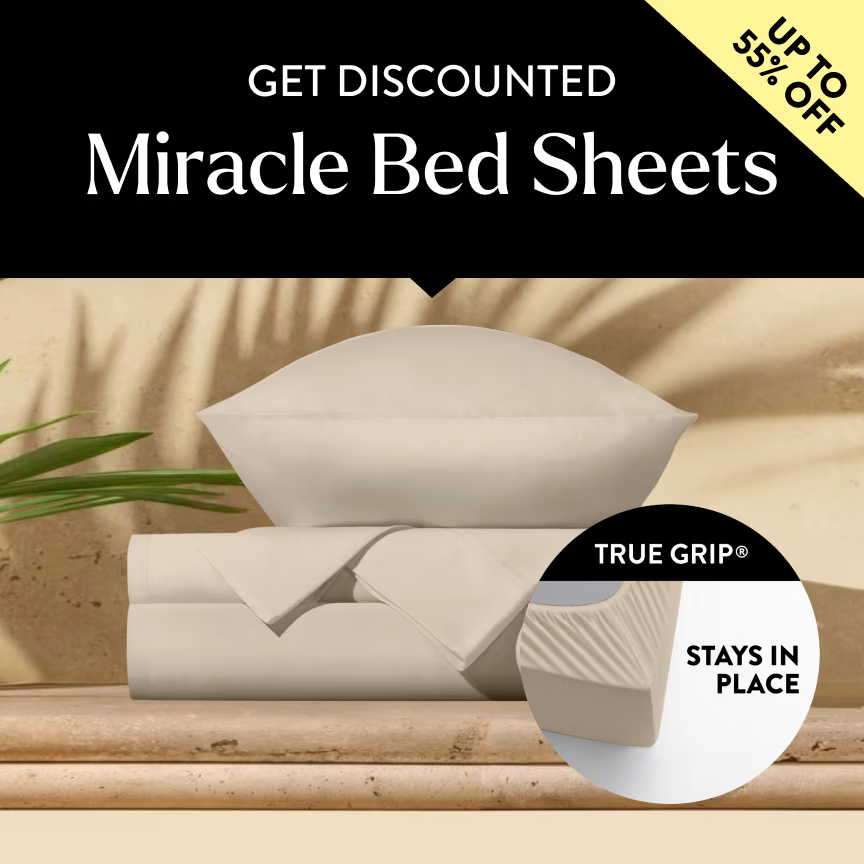 UP TO
55% OFF
GET DISCOUNTED
Miracle Bed Sheets
TRUE GRIP®
STAYS IN
PLACE